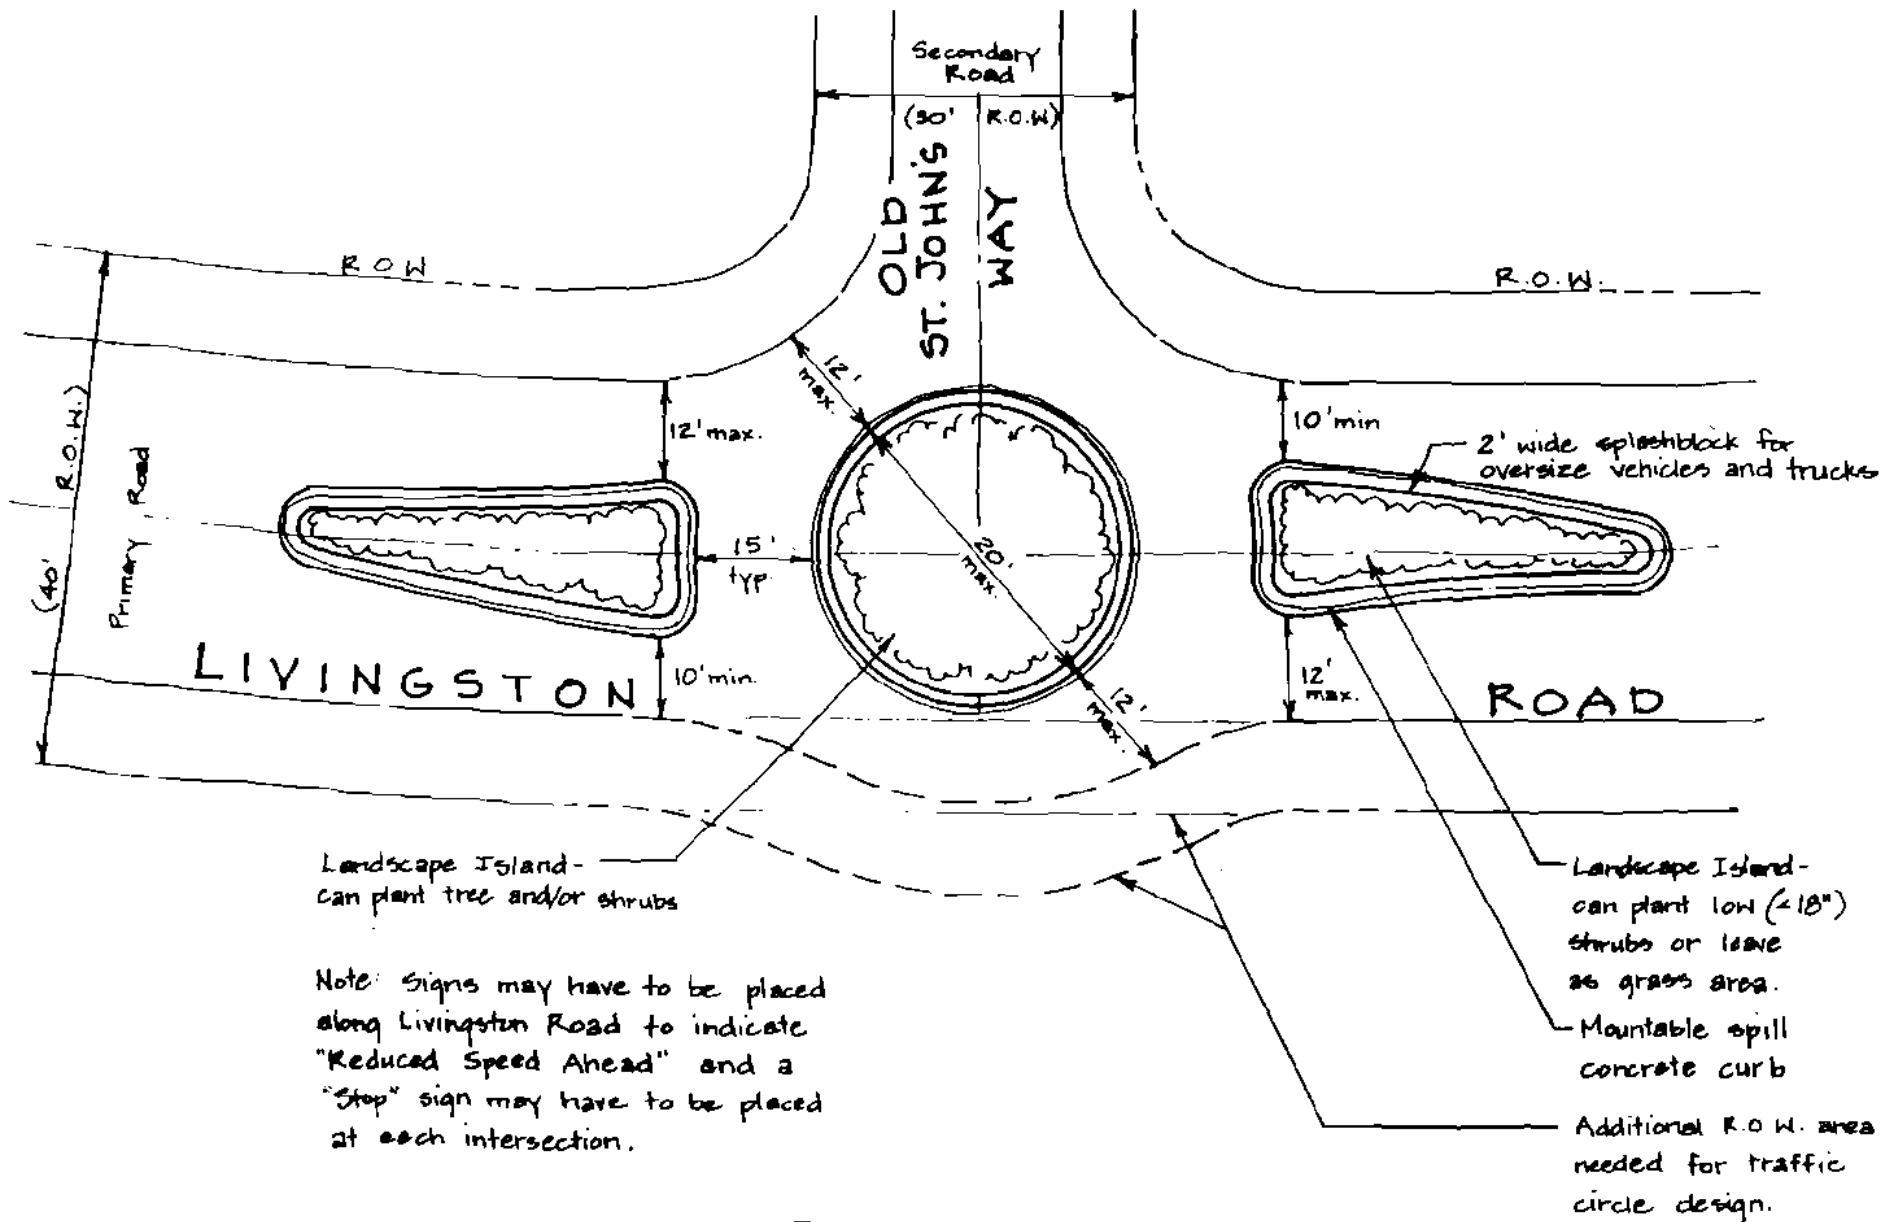 Secondary
Road
(30' R.O.W)
OLD
ST. JOHN'S
WAY
R O W
R.O.W.
(40' R.O.W.)
Primary Road
12'
max.
12' max.
10' min
2' wide splashblock for
oversize vehicles and trucks
15'
typ.
20'
max.
LIVINGSTON
10' min.
12'
max.
12'
max.
ROAD
Landscape Island-
can plant tree and/or shrubs
Landscape Island-
can plant low (<18")
shrubs or leave
as grass area.
Mountable spill
concrete curb
Additional R.O.W. area
needed for traffic
circle design.
Note: Signs may have to be placed
along Livingston Road to indicate
"Reduced Speed Ahead" and a
"Stop" sign may have to be placed
at each intersection.